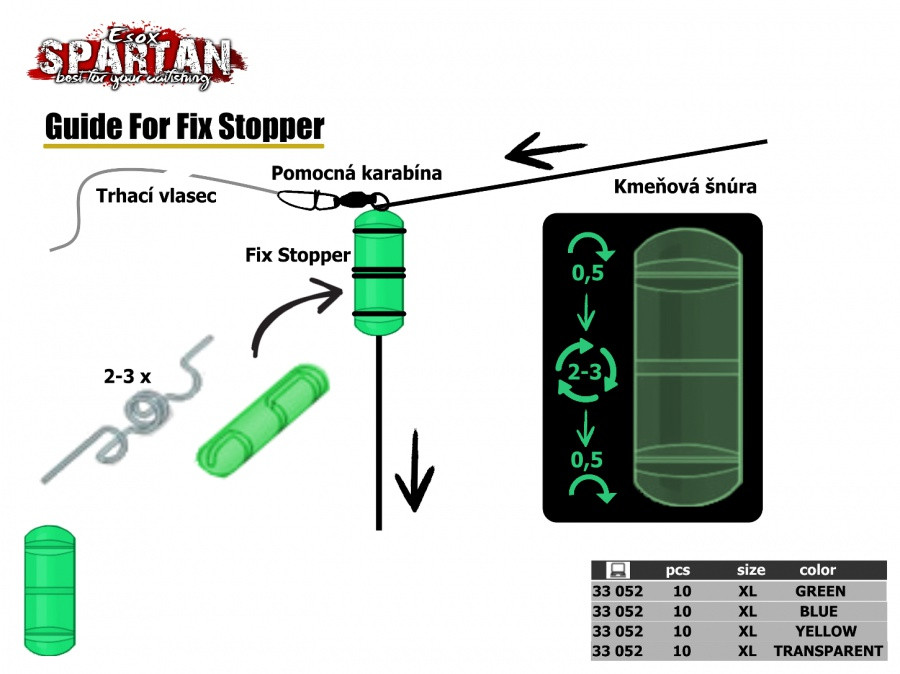 Esox
SPARTAN
best for your catfishing
Guide For Fix Stopper
Pomocná karabína
Trhací vlasec
Kmeňová šnúra
Fix Stopper
0,5
2-3
0,5
2-3 x
pcs size color
33 052 10 XL GREEN
33 052 10 XL BLUE
33 052 10 XL YELLOW
33 052 10 XL TRANSPARENT